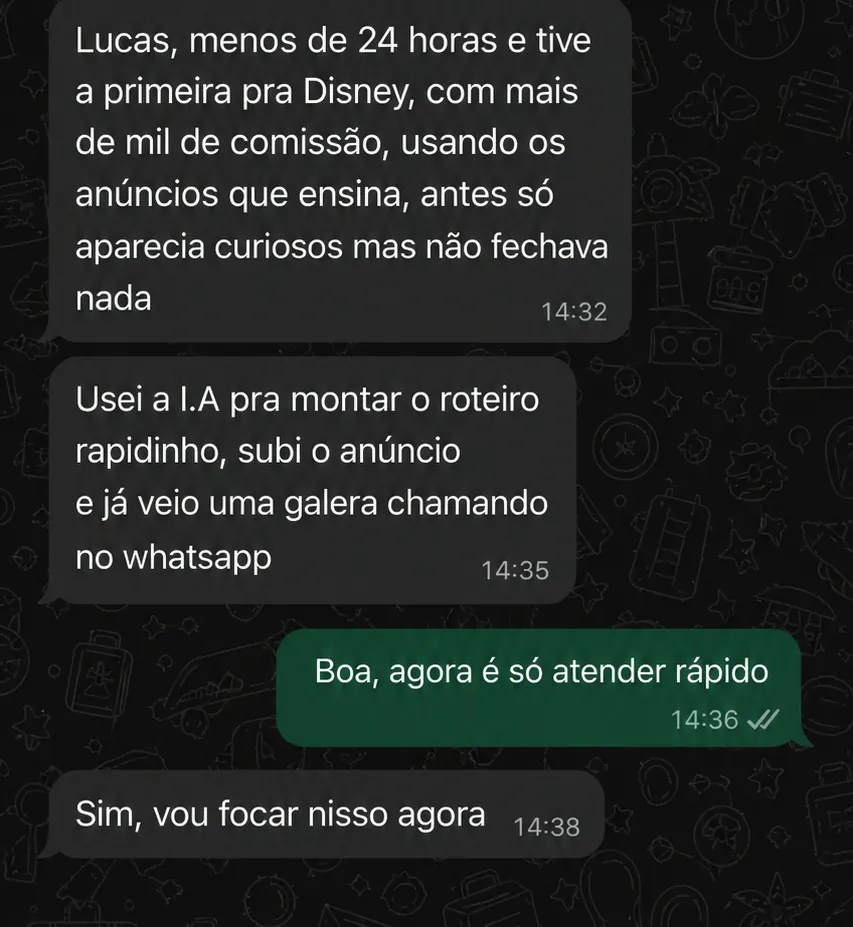 Lucas, menos de 24 horas e tive
a primeira pra Disney, com mais
de mil de comissão, usando os
anúncios que ensina, antes só
aparecia curiosos mas não fechava
nada
14:32
Usei a I.A pra montar o roteiro
rapidinho, subi o anúncio
e já veio uma galera chamando
no whatsapp
14:35
Boa, agora é só atender rápido
14:36
Sim, vou focar nisso agora
14:38